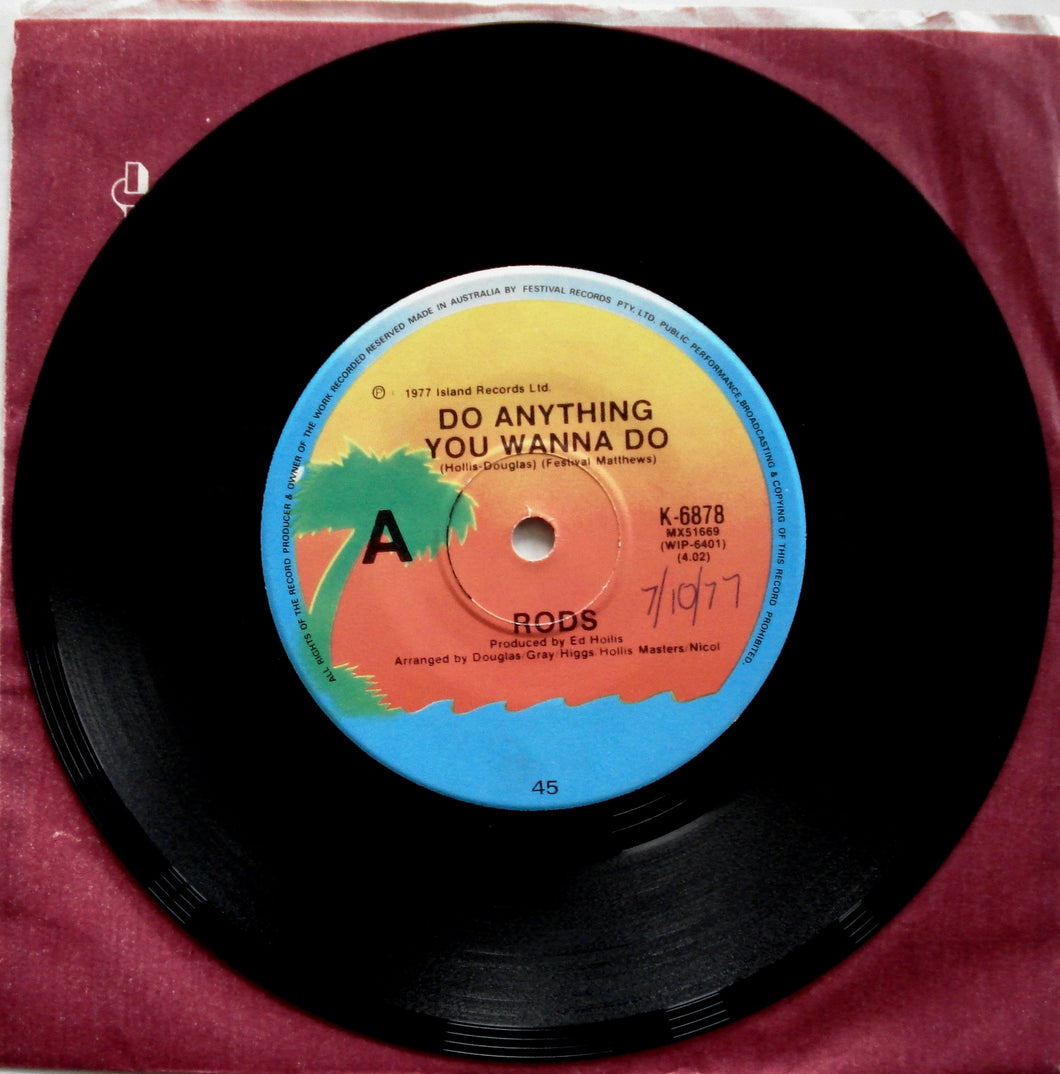 ALL RIGHTS OF THE RECORD PRODUCER & OWNER OF THE WORK RECORDED RESERVED MADE IN AUSTRALIA BY FESTIVAL RECORDS PTY. LTD. PUBLIC PERFORMANCE, BROADCASTING & COPYING OF THIS RECORD PROHIBITED.
Ⓟ 1977 Island Records Ltd.
DO ANYTHING
YOU WANNA DO
(Hollis-Douglas) (Festival Matthews)
A
K-6878
MX51669
(WIP-6401)
(4.02)
7/10/77
RODS
Produced by Ed Hollis
Arranged by Douglas/Gray/Higgs/Hollis Masters/Nicol
45